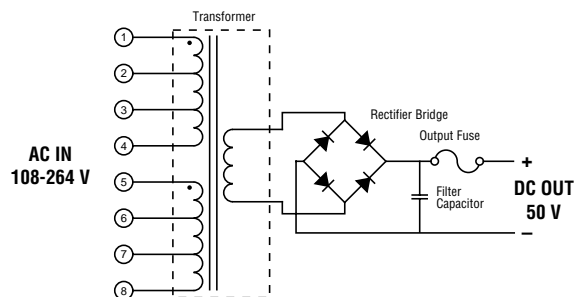 Transformer
1
2
3
4
5
6
7
8
AC IN
108-264 V
Rectifier Bridge
Output Fuse
Filter
Capacitor
+
DC OUT
50 V
–